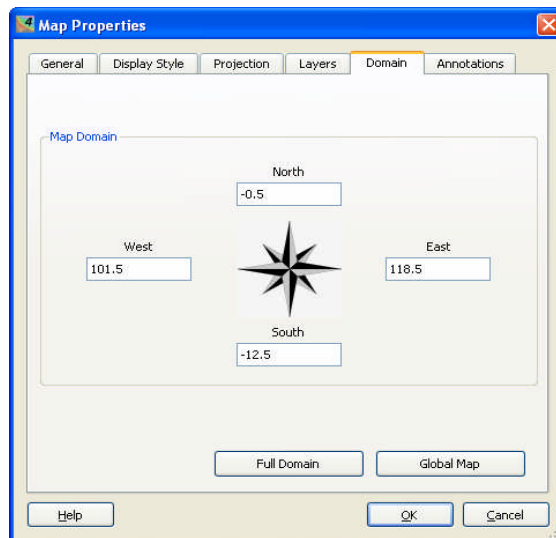 4 Map Properties
General Display Style Projection Layers Domain Annotations
Map Domain
North
-0.5
West
East
101.5
118.5
South
-12.5
Full Domain Global Map
Help OK Cancel